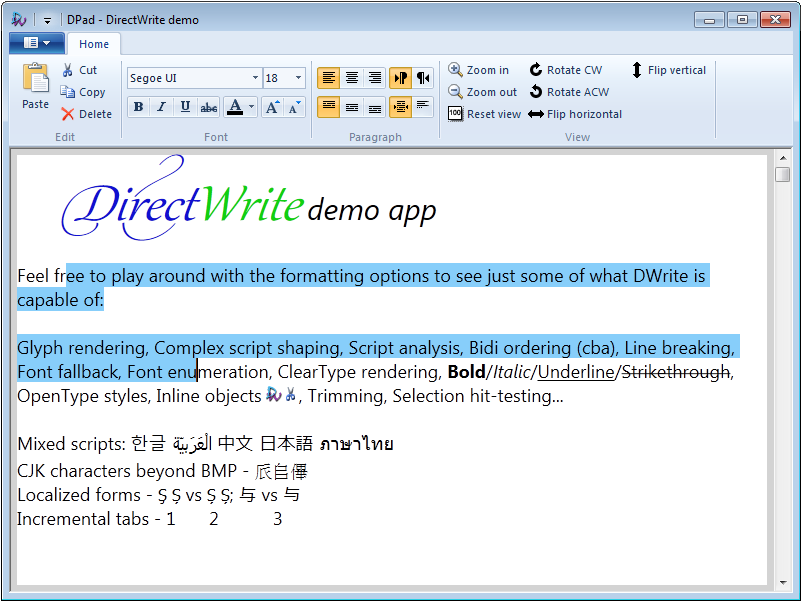 DPad - DirectWrite demo
Home
Paste
Cut
Copy
Delete
Edit
Segoe UI 18
B I U abc A A A
Font
Paragraph
Zoom in
Zoom out
100 Reset view
Rotate CW
Rotate ACW
Flip horizontal
Flip vertical
View
DirectWrite demo app
Feel free to play around with the formatting options to see just some of what DWrite is
capable of:
Glyph rendering, Complex script shaping, Script analysis, Bidi ordering (cba), Line breaking,
Font fallback, Font enumeration, ClearType rendering, Bold/Italic/Underline/Strikethrough,
OpenType styles, Inline objects , Trimming, Selection hit-testing...
Mixed scripts: 한글 الْعَرَبيّة 中文 日本語 ภาษาไทย
CJK characters beyond BMP -
Localized forms - Ş Ș vs Ş Ș; 与 vs 与
Incremental tabs - 1 2 3